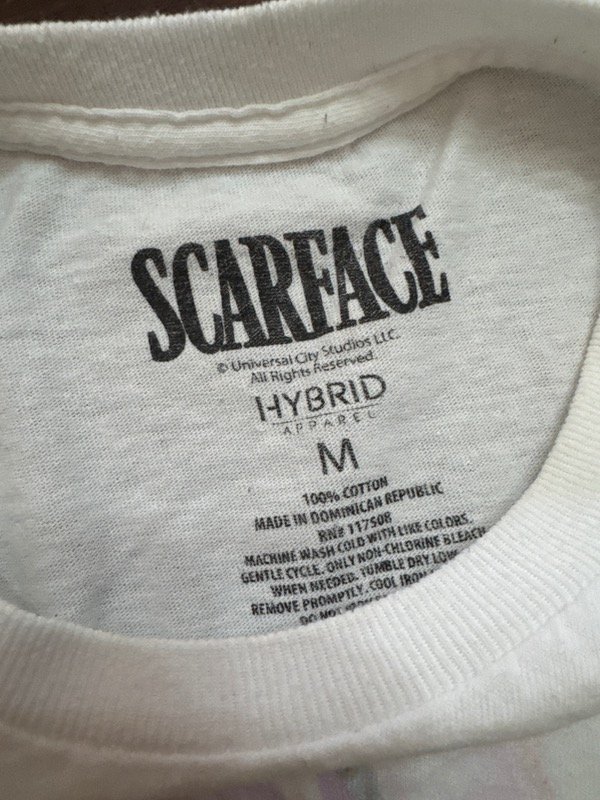 SCARFACE
© Universal City Studios LLC.
All Rights Reserved.
HYBRID
APPAREL
M
100% COTTON
MADE IN DOMINICAN REPUBLIC
RN# 117508
MACHINE WASH COLD WITH LIKE COLORS.
GENTLE CYCLE. ONLY NON-CHLORINE BLEACH
WHEN NEEDED. TUMBLE DRY LOW.
REMOVE PROMPTLY. COOL IRON
DO NOT